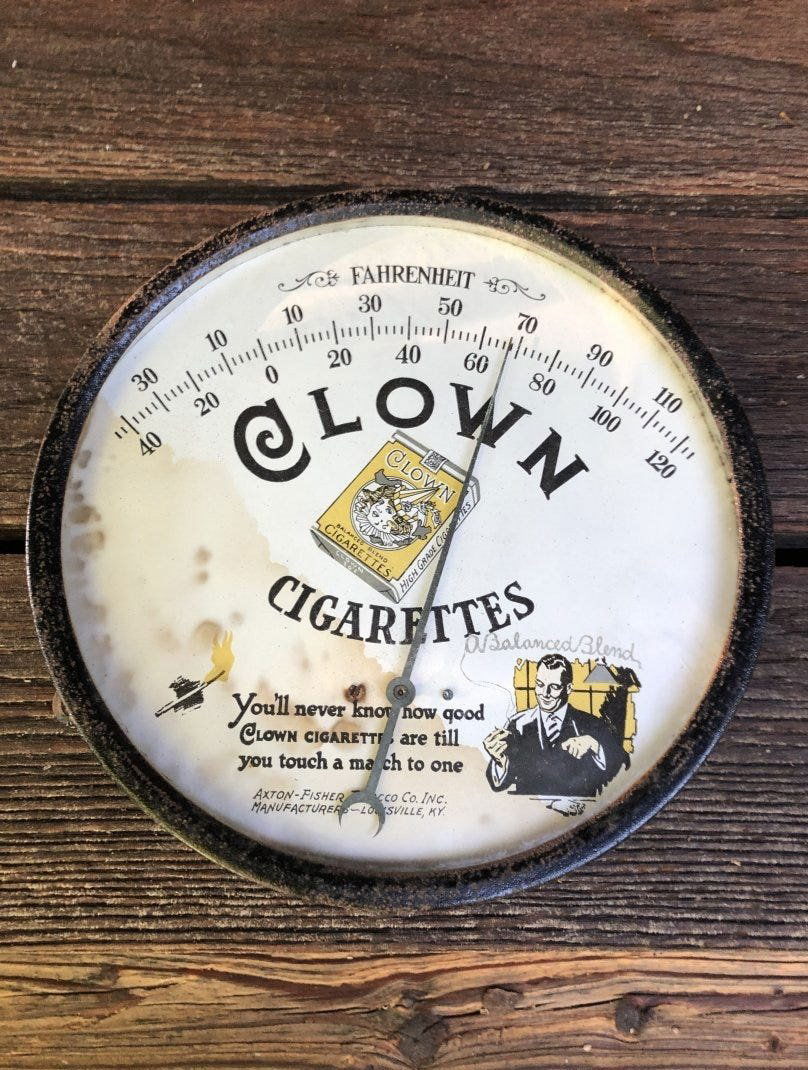 FAHRENHEIT
30 10 10 30 50 70 90 110
40 20 0 20 40 60 80 100 120
CLOWN
CLOWN
BALANCED BLEND
CIGARETTES
HIGH GRADE CIGARETTES
CIGARETTES
A Balanced Blend
You'll never know how good
CLOWN CIGARETTES are till
you touch a match to one
AXTON-FISHER TOBACCO CO. INC.
MANUFACTURERS—LOUISVILLE, KY.